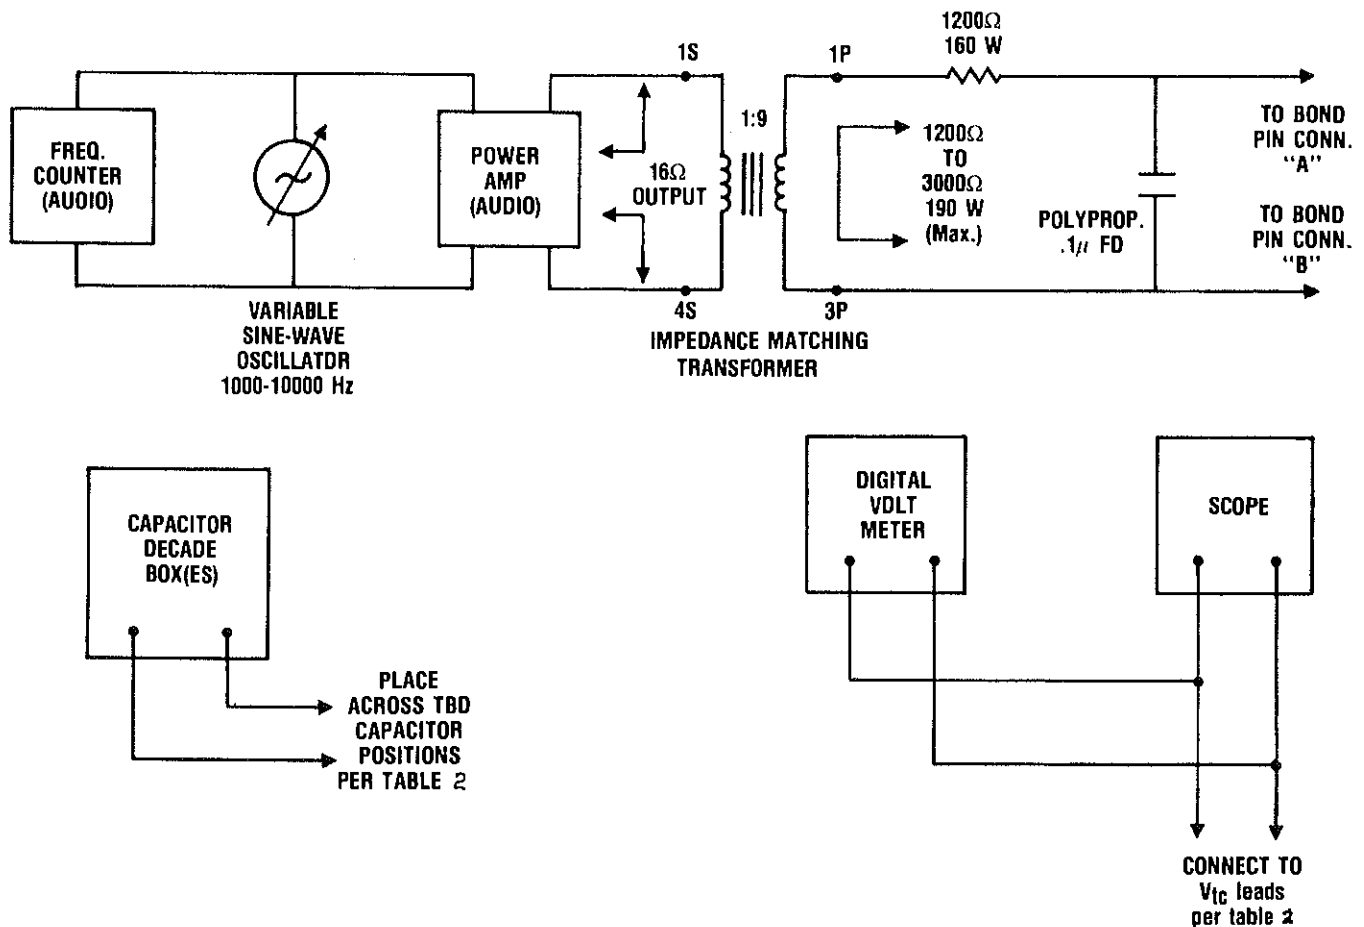 FREQ.
COUNTER
(AUOIO)
VARIABLE
SINE-WAVE
OSCILLATDR
1000-10000 Hz
POWER
AMP
(AUDIO)
1S
16Ω
OUTPUT
4S
1:9
IMPEDANCE MATCHING
TRANSFORMER
1P
1200Ω
TO
3000Ω
190 W
(Max.)
3P
1200Ω
160 W
POLYPROP.
.1μ FD
TO BOND
PIN CONN.
"A"
TO BOND
PIN CONN.
"B"
CAPACITOR
DECADE
BOX(ES)
PLACE
ACROSS TBD
CAPACITOR
POSITIONS
PER TABLE 2
DIGITAL
VDLT
METER
SCOPE
CONNECT TO
Vtc leads
per table 2